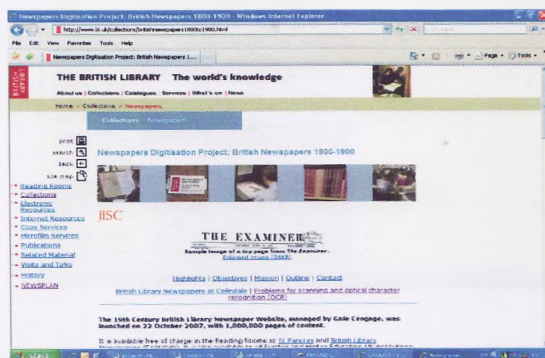 Newspapers Digitisation Project: British Newspapers 1800-1900 - Windows Internet Explorer
http://www.bl.uk/collections/britishnewspapers1800to1900.html
File Edit View Favorites Tools Help
Newspapers Digitisation Project: British Newspapers 1...
Page Tools
THE BRITISH LIBRARY The world's knowledge
About us | Collections | Catalogues Services | What's on | News
Home > Collections > Newspapers
Collections Newspapers
print
search
back
site map
Newspapers Digitisation Project: British Newspapers 1800-1900
Reading Rooms
Collections
Electronic
Resources
Internet Resources
Copy Services
Microfilm Services
Publications
Related Material
Visits and Talks
History
NEWSPLAN
JISC
THE EXAMINER
Sample image of a top page from The Examiner.
Enlarged image [36KB]
Highlights | Objectives | Mission | Outline | Contact
British Library Newspapers at Colindale | Problems for scanning and optical character
recognition [OCR]
The 19th Century British Library Newspaper Website, managed by Gale Cengage, was
launched on 22 October 2007, with 1,000,000 pages of content.
It is available free of charge in the Reading Rooms at St Pancras and British Library